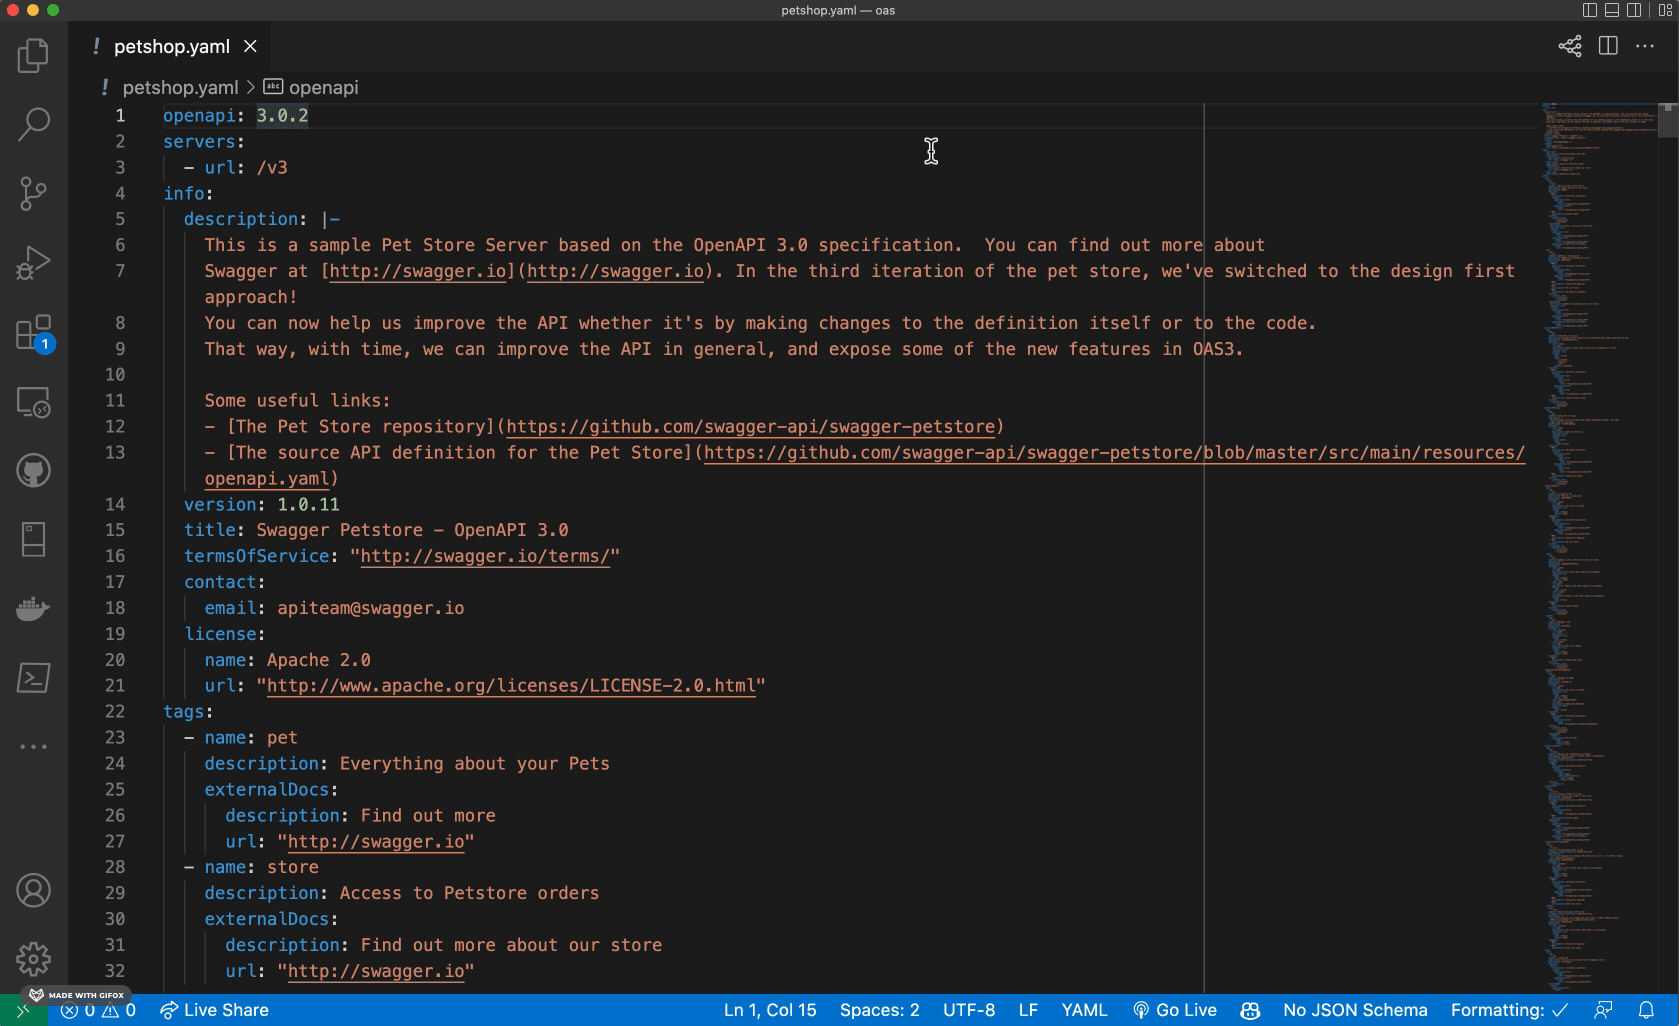 petshop.yaml — oas
! petshop.yaml ×
! petshop.yaml > abc openapi
1 openapi: 3.0.2
2 servers:
3 - url: /v3
4 info:
5 description: |-
6 This is a sample Pet Store Server based on the OpenAPI 3.0 specification.  You can find out more about
7 Swagger at [http://swagger.io](http://swagger.io). In the third iteration of the pet store, we've switched to the design first
approach!
8 You can now help us improve the API whether it's by making changes to the definition itself or to the code.
9 That way, with time, we can improve the API in general, and expose some of the new features in OAS3.
10
11 Some useful links:
12 - [The Pet Store repository](https://github.com/swagger-api/swagger-petstore)
13 - [The source API definition for the Pet Store](https://github.com/swagger-api/swagger-petstore/blob/master/src/main/resources/
openapi.yaml)
14 version: 1.0.11
15 title: Swagger Petstore - OpenAPI 3.0
16 termsOfService: "http://swagger.io/terms/"
17 contact:
18 email: apiteam@swagger.io
19 license:
20 name: Apache 2.0
21 url: "http://www.apache.org/licenses/LICENSE-2.0.html"
22 tags:
23 - name: pet
24 description: Everything about your Pets
25 externalDocs:
26 description: Find out more
27 url: "http://swagger.io"
28 - name: store
29 description: Access to Petstore orders
30 externalDocs:
31 description: Find out more about our store
32 url: "http://swagger.io"
1
MADE WITH GIFOX
0 0 Live Share Ln 1, Col 15 Spaces: 2 UTF-8 LF YAML Go Live No JSON Schema Formatting: ✓